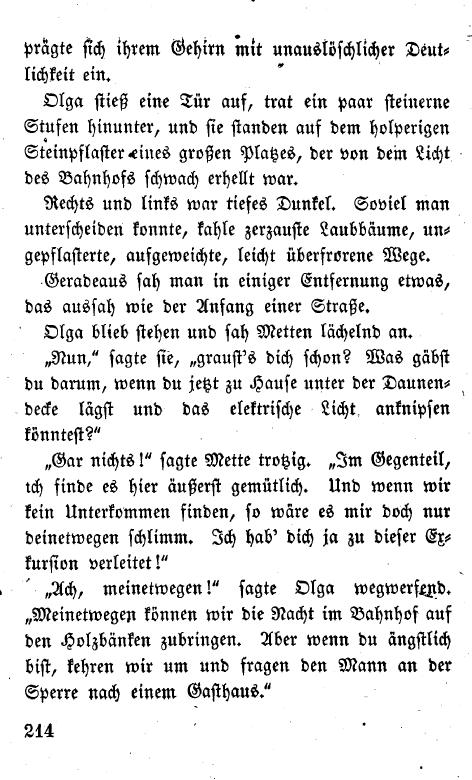 prägte sich ihrem Gehirn mit unauslöschlicher Deut-
lichkeit ein.
Olga stieß eine Tür auf, trat ein paar steinerne
Stufen hinunter, und sie standen auf dem holperigen
Steinpflaster eines großen Platzes, der von dem Licht
des Bahnhofs schwach erhellt war.
Rechts und links war tiefes Dunkel. Soviel man
unterscheiden konnte, kahle zerzauste Laubbäume, un-
gepflasterte, aufgeweichte, leicht überfrorene Wege.
Geradeaus sah man in einiger Entfernung etwas,
das aussah wie der Anfang einer Straße.
Olga blieb stehen und sah Metten lächelnd an.
„Nun,“ sagte sie, „graust's dich schon? Was gäbst
du darum, wenn du jetzt zu Hause unter der Daunen-
decke lägst und das elektrische Licht anknipsen
könntest?“
„Gar nichts!“ sagte Mette trotzig. „Im Gegenteil,
ich finde es hier äußerst gemütlich. Und wenn wir
kein Unterkommen finden, so wäre es mir doch nur
deinetwegen schlimm. Ich hab' dich ja zu dieser Ex-
kursion verleitet!“
„Ach, meinetwegen!“ sagte Olga wegwerfend.
„Meinetwegen können wir die Nacht im Bahnhof auf
den Holzbänken zubringen. Aber wenn du ängstlich
bist, kehren wir um und fragen den Mann an der
Sperre nach einem Gasthaus.“
214